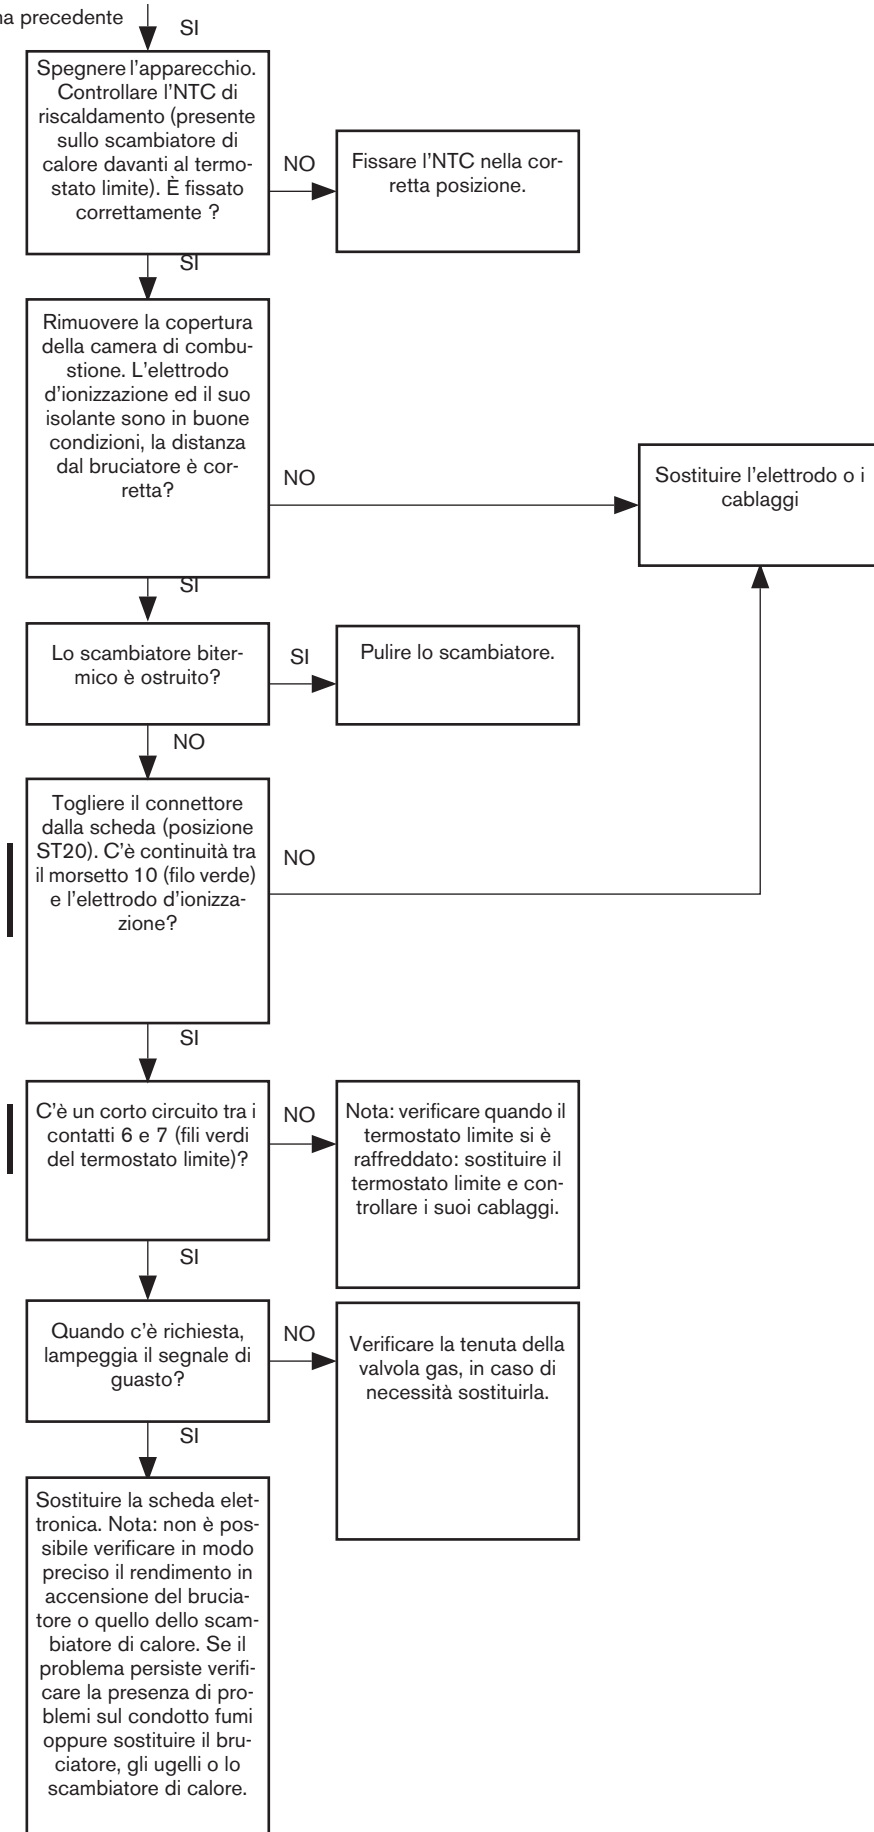 na precedente
SI
Spegnere l'apparecchio.
Controllare l'NTC di
riscaldamento (presente
sullo scambiatore di
calore davanti al termo-
stato limite). È fissato
correttamente ?
NO
Fissare l'NTC nella cor-
retta posizione.
SI
Rimuovere la copertura
della camera di combu-
stione. L'elettrodo
d'ionizzazione ed il suo
isolante sono in buone
condizioni, la distanza
dal bruciatore è cor-
retta?
NO
Sostituire l'elettrodo o i
cablaggi
SI
Lo scambiatore biter-
mico è ostruito?
SI
Pulire lo scambiatore.
NO
Togliere il connettore
dalla scheda (posizione
ST20). C'è continuità tra
il morsetto 10 (filo verde)
e l'elettrodo d'ionizza-
zione?
NO
SI
C'è un corto circuito tra i
contatti 6 e 7 (fili verdi
del termostato limite)?
NO
Nota: verificare quando il
termostato limite si è
raffreddato: sostituire il
termostato limite e con-
trollare i suoi cablaggi.
SI
Quando c'è richiesta,
lampeggia il segnale di
guasto?
NO
Verificare la tenuta della
valvola gas, in caso di
necessità sostituirla.
SI
Sostituire la scheda elet-
tronica. Nota: non è pos-
sibile verificare in modo
preciso il rendimento in
accensione del brucia-
tore o quello dello scam-
biatore di calore. Se il
problema persiste verifi-
care la presenza di pro-
blemi sul condotto fumi
oppure sostituire il bru-
ciatore, gli ugelli o lo
scambiatore di calore.